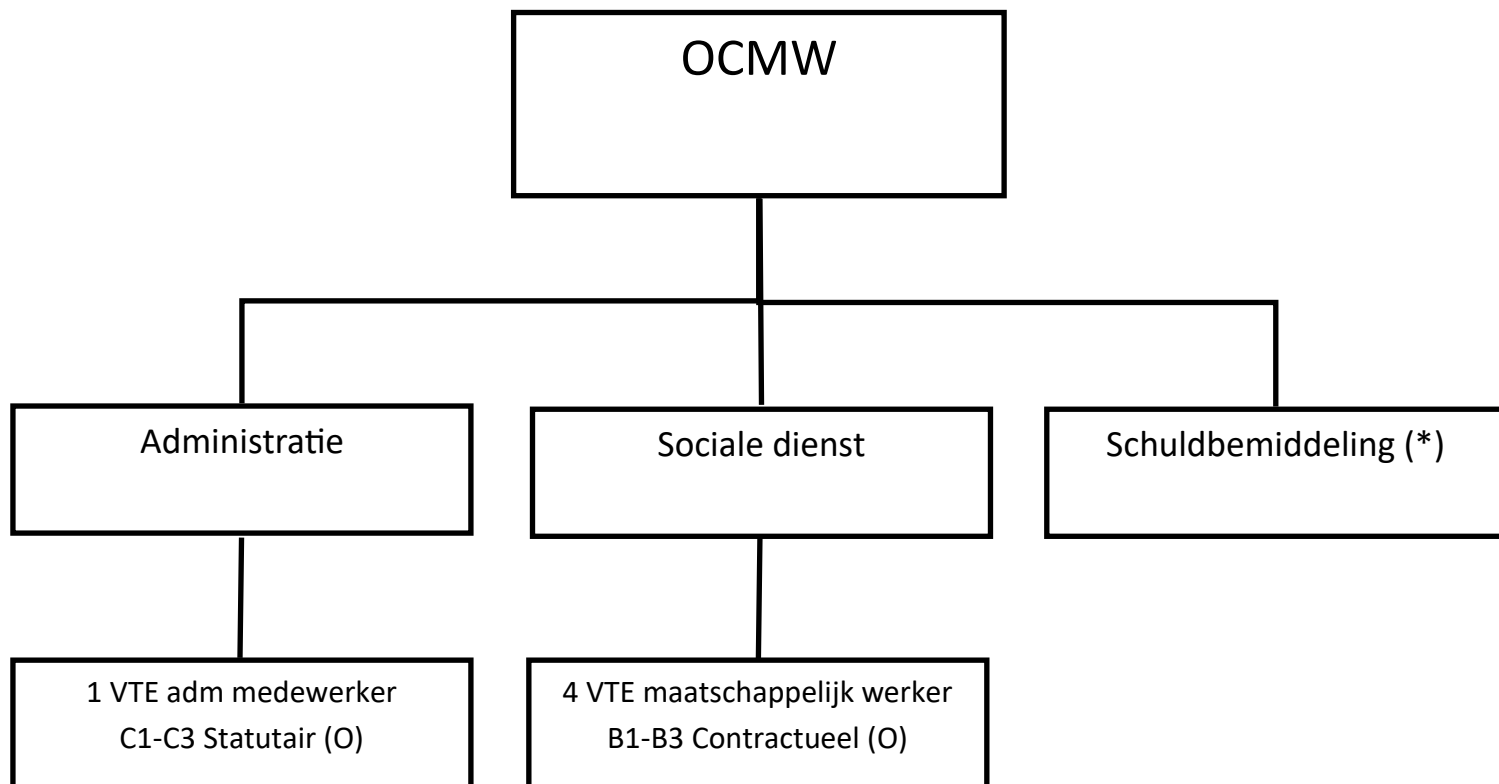 OCMW
Administratie
Sociale dienst
Schuldbemiddeling (*)
1 VTE adm medewerker
C1-C3 Statutair (O)
4 VTE maatschappelijk werker
B1-B3 Contractueel (O)